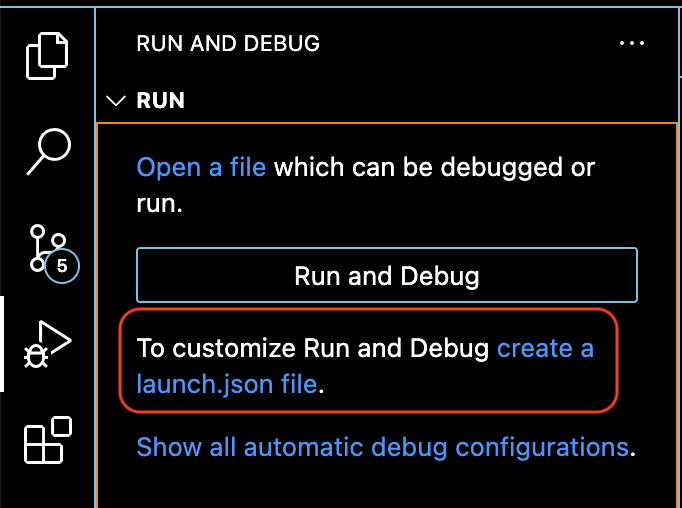 RUN AND DEBUG
RUN
Open a file which can be debugged or
run.
Run and Debug
5
To customize Run and Debug create a
launch.json file.
Show all automatic debug configurations.